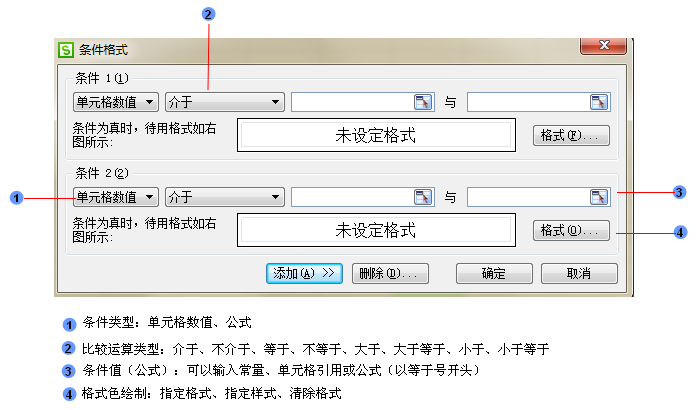 2
S 条件格式
条件 1(1)
单元格数值 介于 与
条件为真时，待用格式如右
图所示:
未设定格式
格式(F)...
条件 2(2)
1
单元格数值 介于 与
3
条件为真时，待用格式如右
图所示:
未设定格式
格式(O)...
4
添加(A) >> 删除(D)... 确定 取消
1 条件类型：单元格数值、公式
2 比较运算类型：介于、不介于、等于、不等于、大于、大于等于、小于、小于等于
3 条件值（公式）：可以输入常量、单元格引用或公式（以等于号开头）
4 格式色绘制：指定格式、指定样式、清除格式